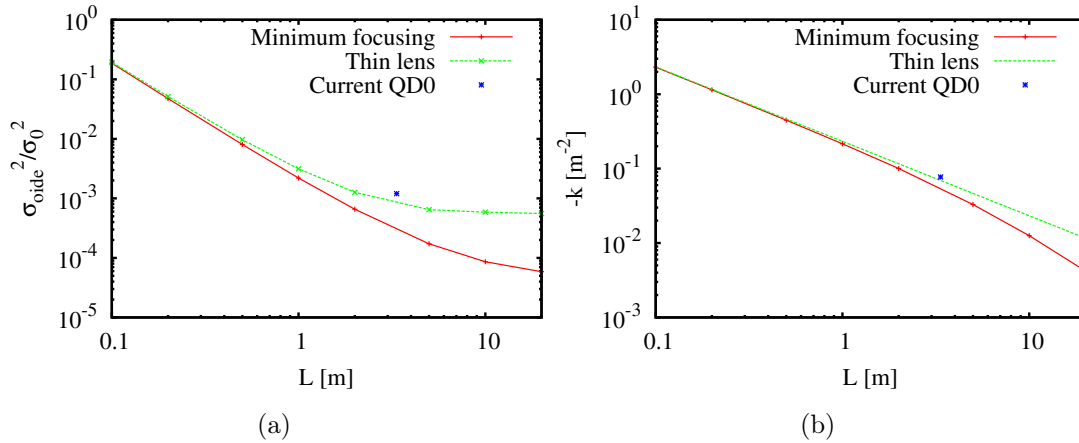 10^0
10^-1
10^-2
10^-3
10^-4
10^-5
σ_oide^2/σ_0^2
Minimum focusing
Thin lens
Current QD0
0.1 1 10
L [m]
(a)
10^1
10^0
10^-1
10^-2
10^-3
-k [m^-2]
Minimum focusing
Thin lens
Current QD0
0.1 1 10
L [m]
(b)